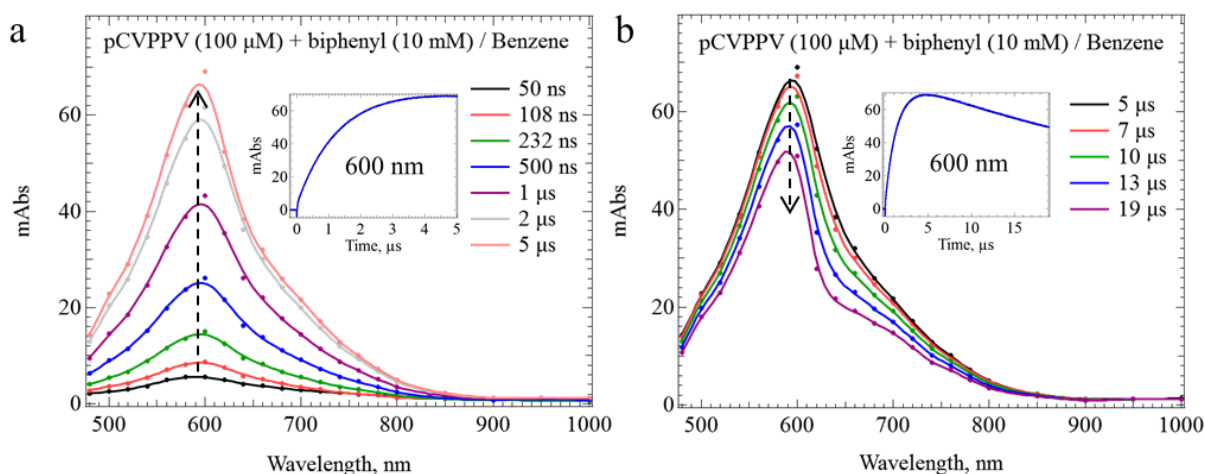 a
pCVPPV (100 μM) + biphenyl (10 mM) / Benzene
50 ns
108 ns
232 ns
500 ns
1 μs
2 μs
5 μs
600 nm
mAbs
60
40
20
0
0 1 2 3 4 5
Time, μs
mAbs
60
40
20
0
500 600 700 800 900 1000
Wavelength, nm
b
pCVPPV (100 μM) + biphenyl (10 mM) / Benzene
5 μs
7 μs
10 μs
13 μs
19 μs
600 nm
mAbs
60
40
20
0
0 5 10 15
Time, μs
mAbs
60
40
20
0
500 600 700 800 900 1000
Wavelength, nm